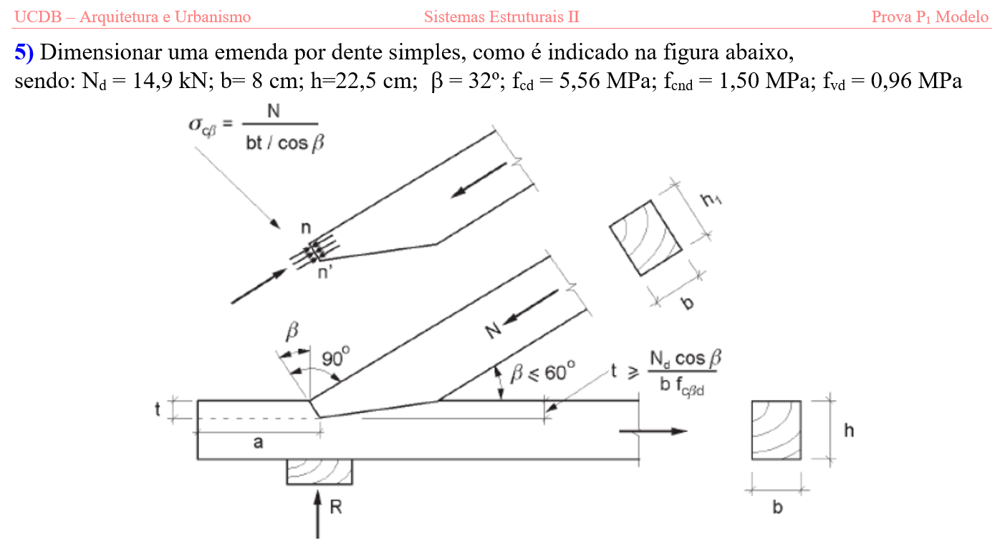 UCDB – Arquitetura e Urbanismo Sistemas Estruturais II Prova P₁ Modelo
5) Dimensionar uma emenda por dente simples, como é indicado na figura abaixo,
sendo: Nd = 14,9 kN; b= 8 cm; h=22,5 cm; β = 32º; fcd = 5,56 MPa; fcnd = 1,50 MPa; fvd = 0,96 MPa
σcβ = N / (bt / cos β)
n
n'
h₁
b
N
β
90°
β ≤ 60°
t ≥ Nd cos β / (b fcβd)
t
a
h
R
b